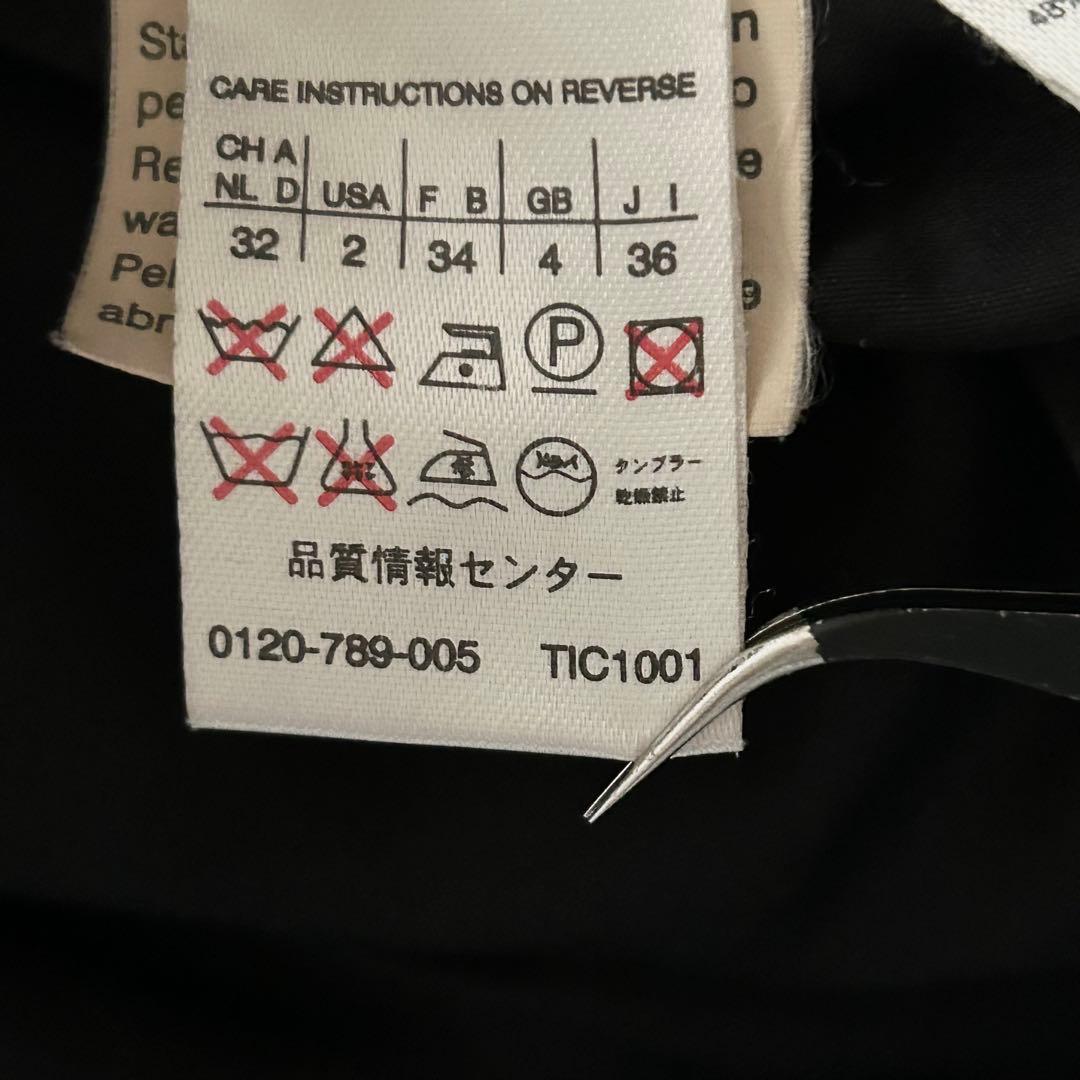 CARE INSTRUCTIONS ON REVERSE
CH A
NL D USA F B GB J I
32 2 34 4 36
P
タンブラー
乾燥禁止
品質情報センター
0120-789-005 TIC1001